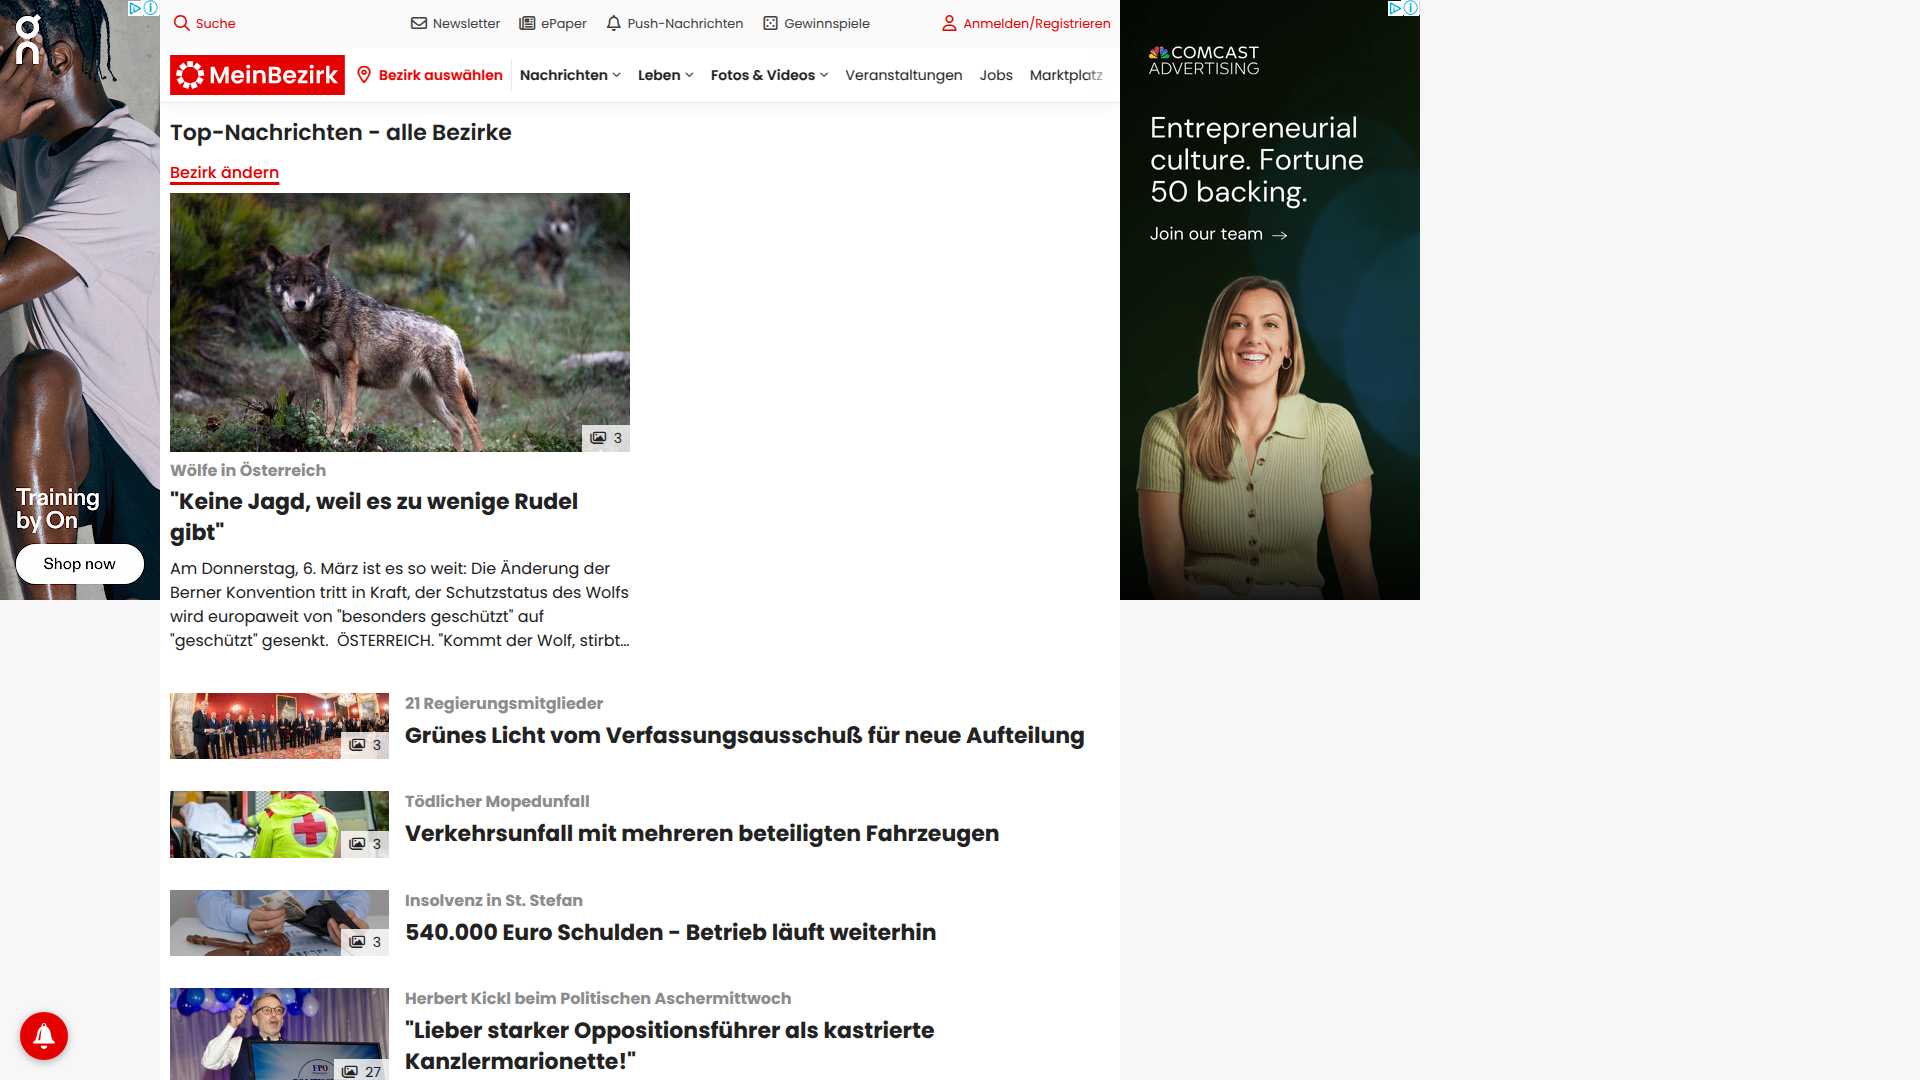 Suche
Newsletter
ePaper
Push-Nachrichten
Gewinnspiele
Anmelden/Registrieren
MeinBezirk
Bezirk auswählen
Nachrichten
Leben
Fotos & Videos
Veranstaltungen
Jobs
Marktplatz
Top-Nachrichten - alle Bezirke
Bezirk ändern
3
Wölfe in Österreich
"Keine Jagd, weil es zu wenige Rudel
gibt"
Am Donnerstag, 6. März ist es so weit: Die Änderung der
Berner Konvention tritt in Kraft, der Schutzstatus des Wolfs
wird europaweit von "besonders geschützt" auf
"geschützt" gesenkt. ÖSTERREICH. "Kommt der Wolf, stirbt...
3
21 Regierungsmitglieder
Grünes Licht vom Verfassungsausschuß für neue Aufteilung
3
Tödlicher Mopedunfall
Verkehrsunfall mit mehreren beteiligten Fahrzeugen
3
Insolvenz in St. Stefan
540.000 Euro Schulden - Betrieb läuft weiterhin
FPÖ
27
Herbert Kickl beim Politischen Aschermittwoch
"Lieber starker Oppositionsführer als kastrierte
Kanzlermarionette!"
on
Training
by On
Shop now
COMCAST
ADVERTISING
Entrepreneurial
culture. Fortune
50 backing.
Join our team →